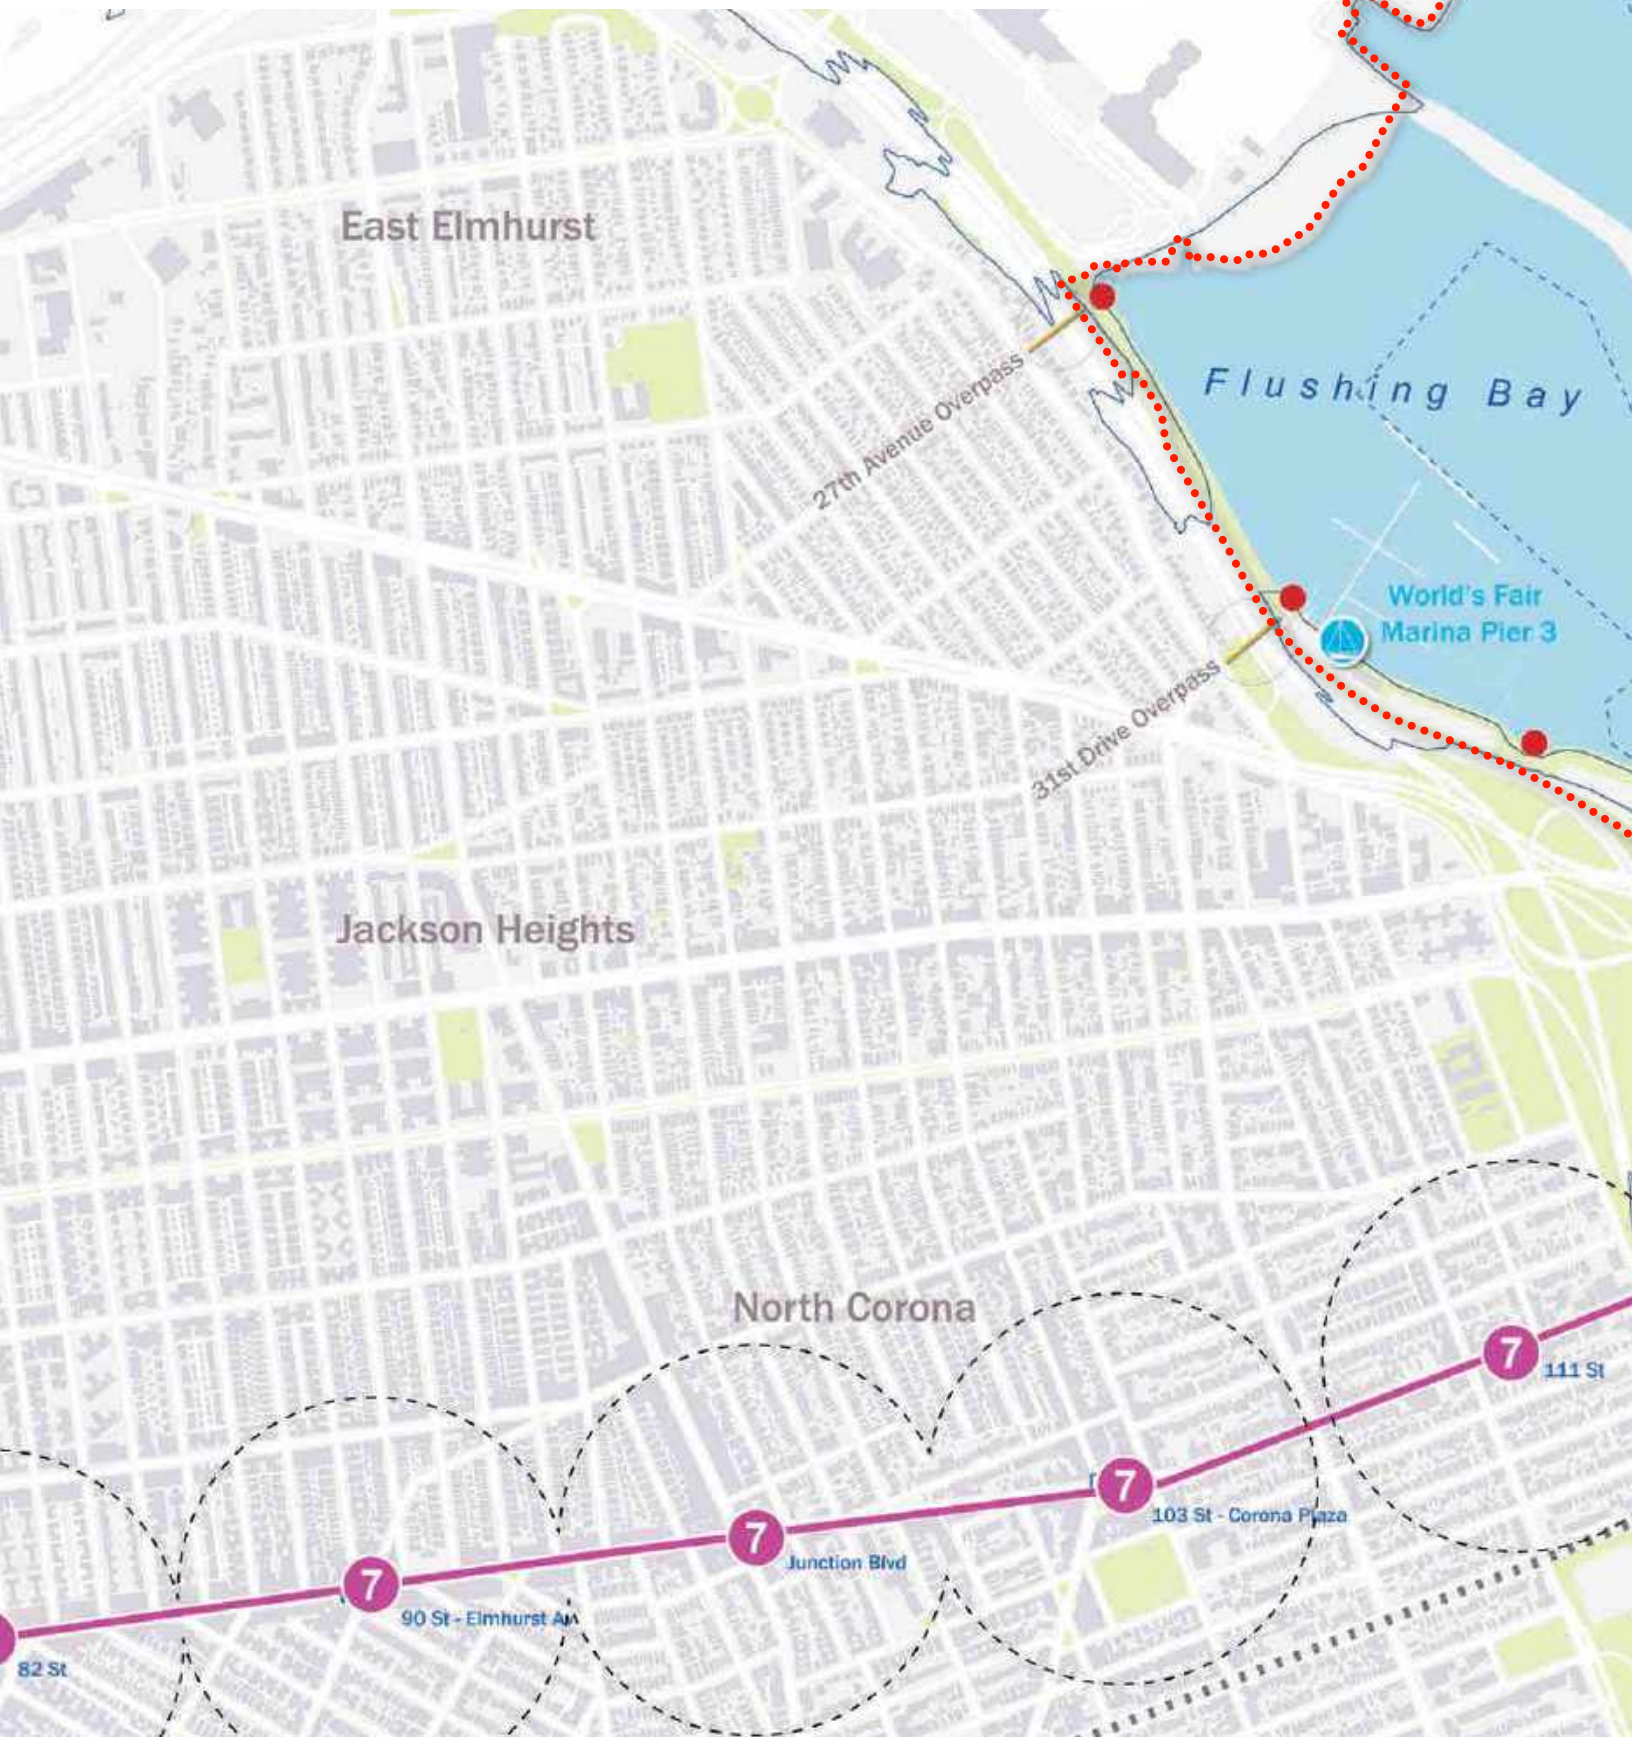 East Elmhurst
27th Avenue Overpass
Flushing Bay
World's Fair
Marina Pier 3
31st Drive Overpass
Jackson Heights
North Corona
7
111 St
7
103 St - Corona Plaza
7
Junction Blvd
7
90 St - Elmhurst Av
82 St